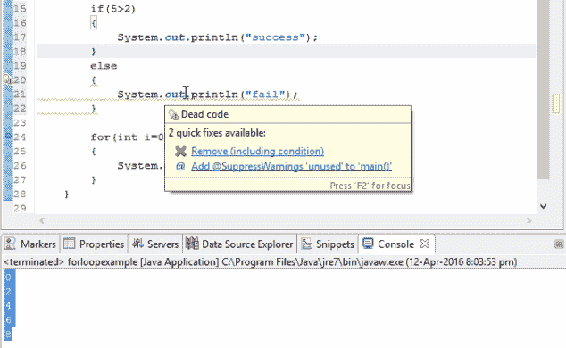 15 if(5>2)
16 {
17 System.out.println("success");
18 }
19 else
20 {
21 System.out.println("fail");
22 }
23
24 for(int i=0
25 {
26 System.
27 }
28 }
29
Dead code
2 quick fixes available:
Remove (including condition)
Add @SuppressWarnings 'unused' to 'main()'
Press 'F2' for focus
Markers Properties Servers Data Source Explorer Snippets Console
<terminated> forloopexample [Java Application] C:\Program Files\Java\jre7\bin\javaw.exe (12-Apr-2016 8:03:53 pm)
0
2
4
6
8